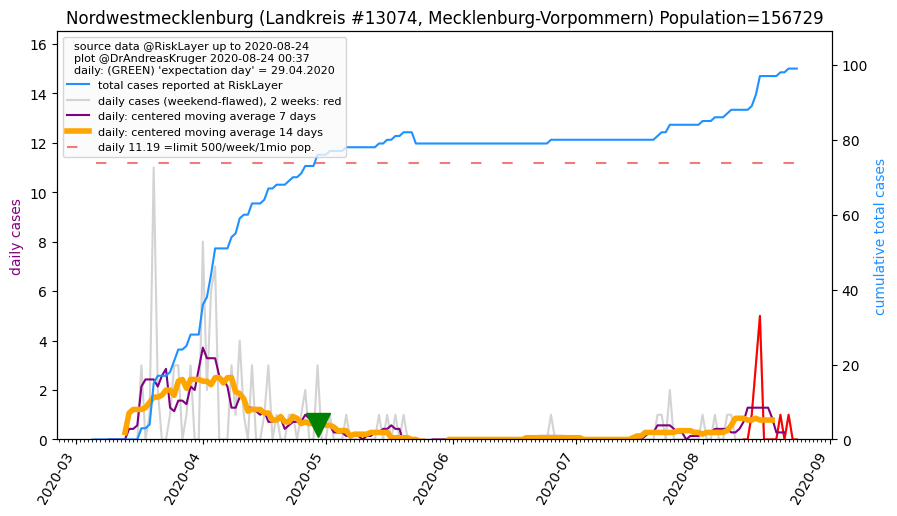 Nordwestmecklenburg (Landkreis #13074, Mecklenburg-Vorpommern) Population=156729
source data @RiskLayer up to 2020-08-24
plot @DrAndreasKruger 2020-08-24 00:37
daily: (GREEN) 'expectation day' = 29.04.2020
total cases reported at RiskLayer
daily cases (weekend-flawed), 2 weeks: red
daily: centered moving average 7 days
daily: centered moving average 14 days
daily 11.19 =limit 500/week/1mio pop.
daily cases
16
14
12
10
8
6
4
2
0
cumulative total cases
100
80
60
40
20
0
2020-03
2020-04
2020-05
2020-06
2020-07
2020-08
2020-09